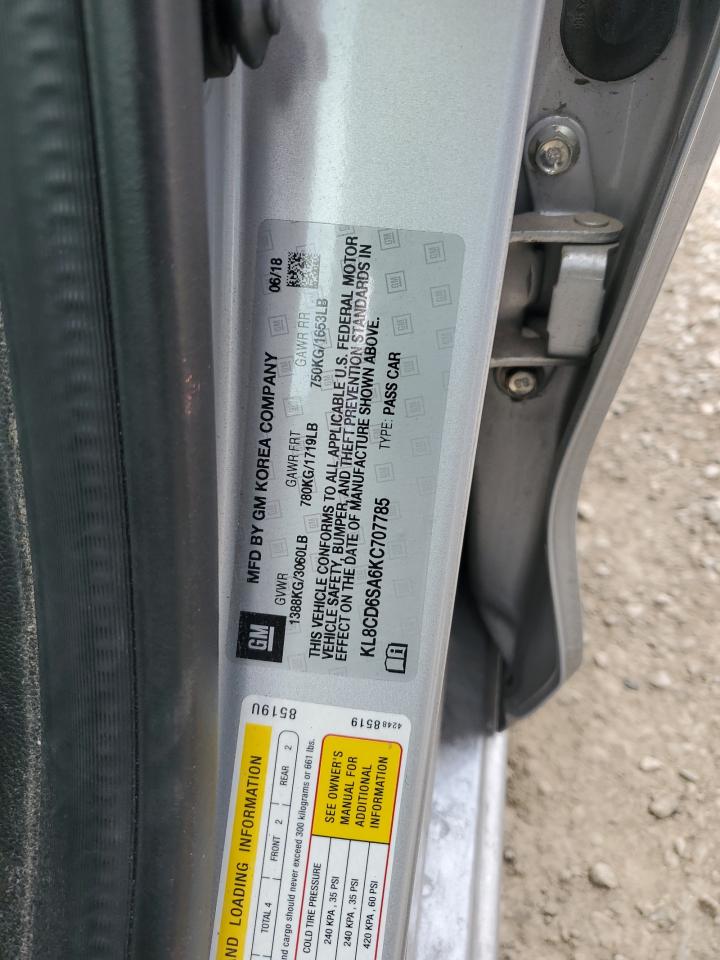 MFD BY GM KOREA COMPANY
06/18
GVWR
GAWR FRT
GAWR RR
1388KG/3060LB
780KG/1719LB
750KG/1653LB
THIS VEHICLE CONFORMS TO ALL APPLICABLE U.S. FEDERAL MOTOR
VEHICLE SAFETY, BUMPER, AND THEFT PREVENTION STANDARDS IN
EFFECT ON THE DATE OF MANUFACTURE SHOWN ABOVE.
KL8CD6SA6KC707785
TYPE: PASS CAR
GM
8519U
4248 8519
ND LOADING INFORMATION
TOTAL 4
FRONT 2
REAR 2
nd cargo should never exceed 300 kilograms or 661 lbs.
COLD TIRE PRESSURE
240 KPA , 35 PSI
240 KPA , 35 PSI
420 KPA , 60 PSI
SEE OWNER'S
MANUAL FOR
ADDITIONAL
INFORMATION